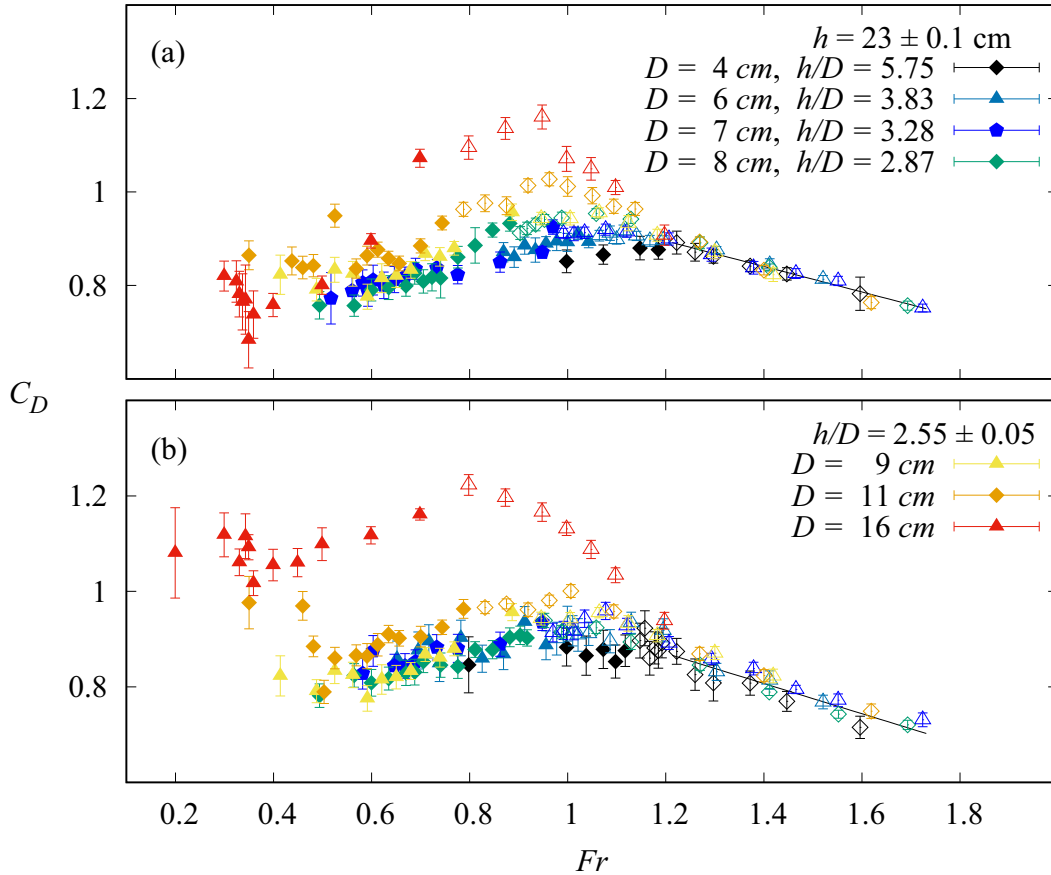 (a)
h = 23 ± 0.1 cm
D = 4 cm, h/D = 5.75
D = 6 cm, h/D = 3.83
D = 7 cm, h/D = 3.28
D = 8 cm, h/D = 2.87
1.2
1
0.8
C_D
(b)
h/D = 2.55 ± 0.05
D = 9 cm
D = 11 cm
D = 16 cm
1.2
1
0.8
0.2 0.4 0.6 0.8 1 1.2 1.4 1.6 1.8
Fr